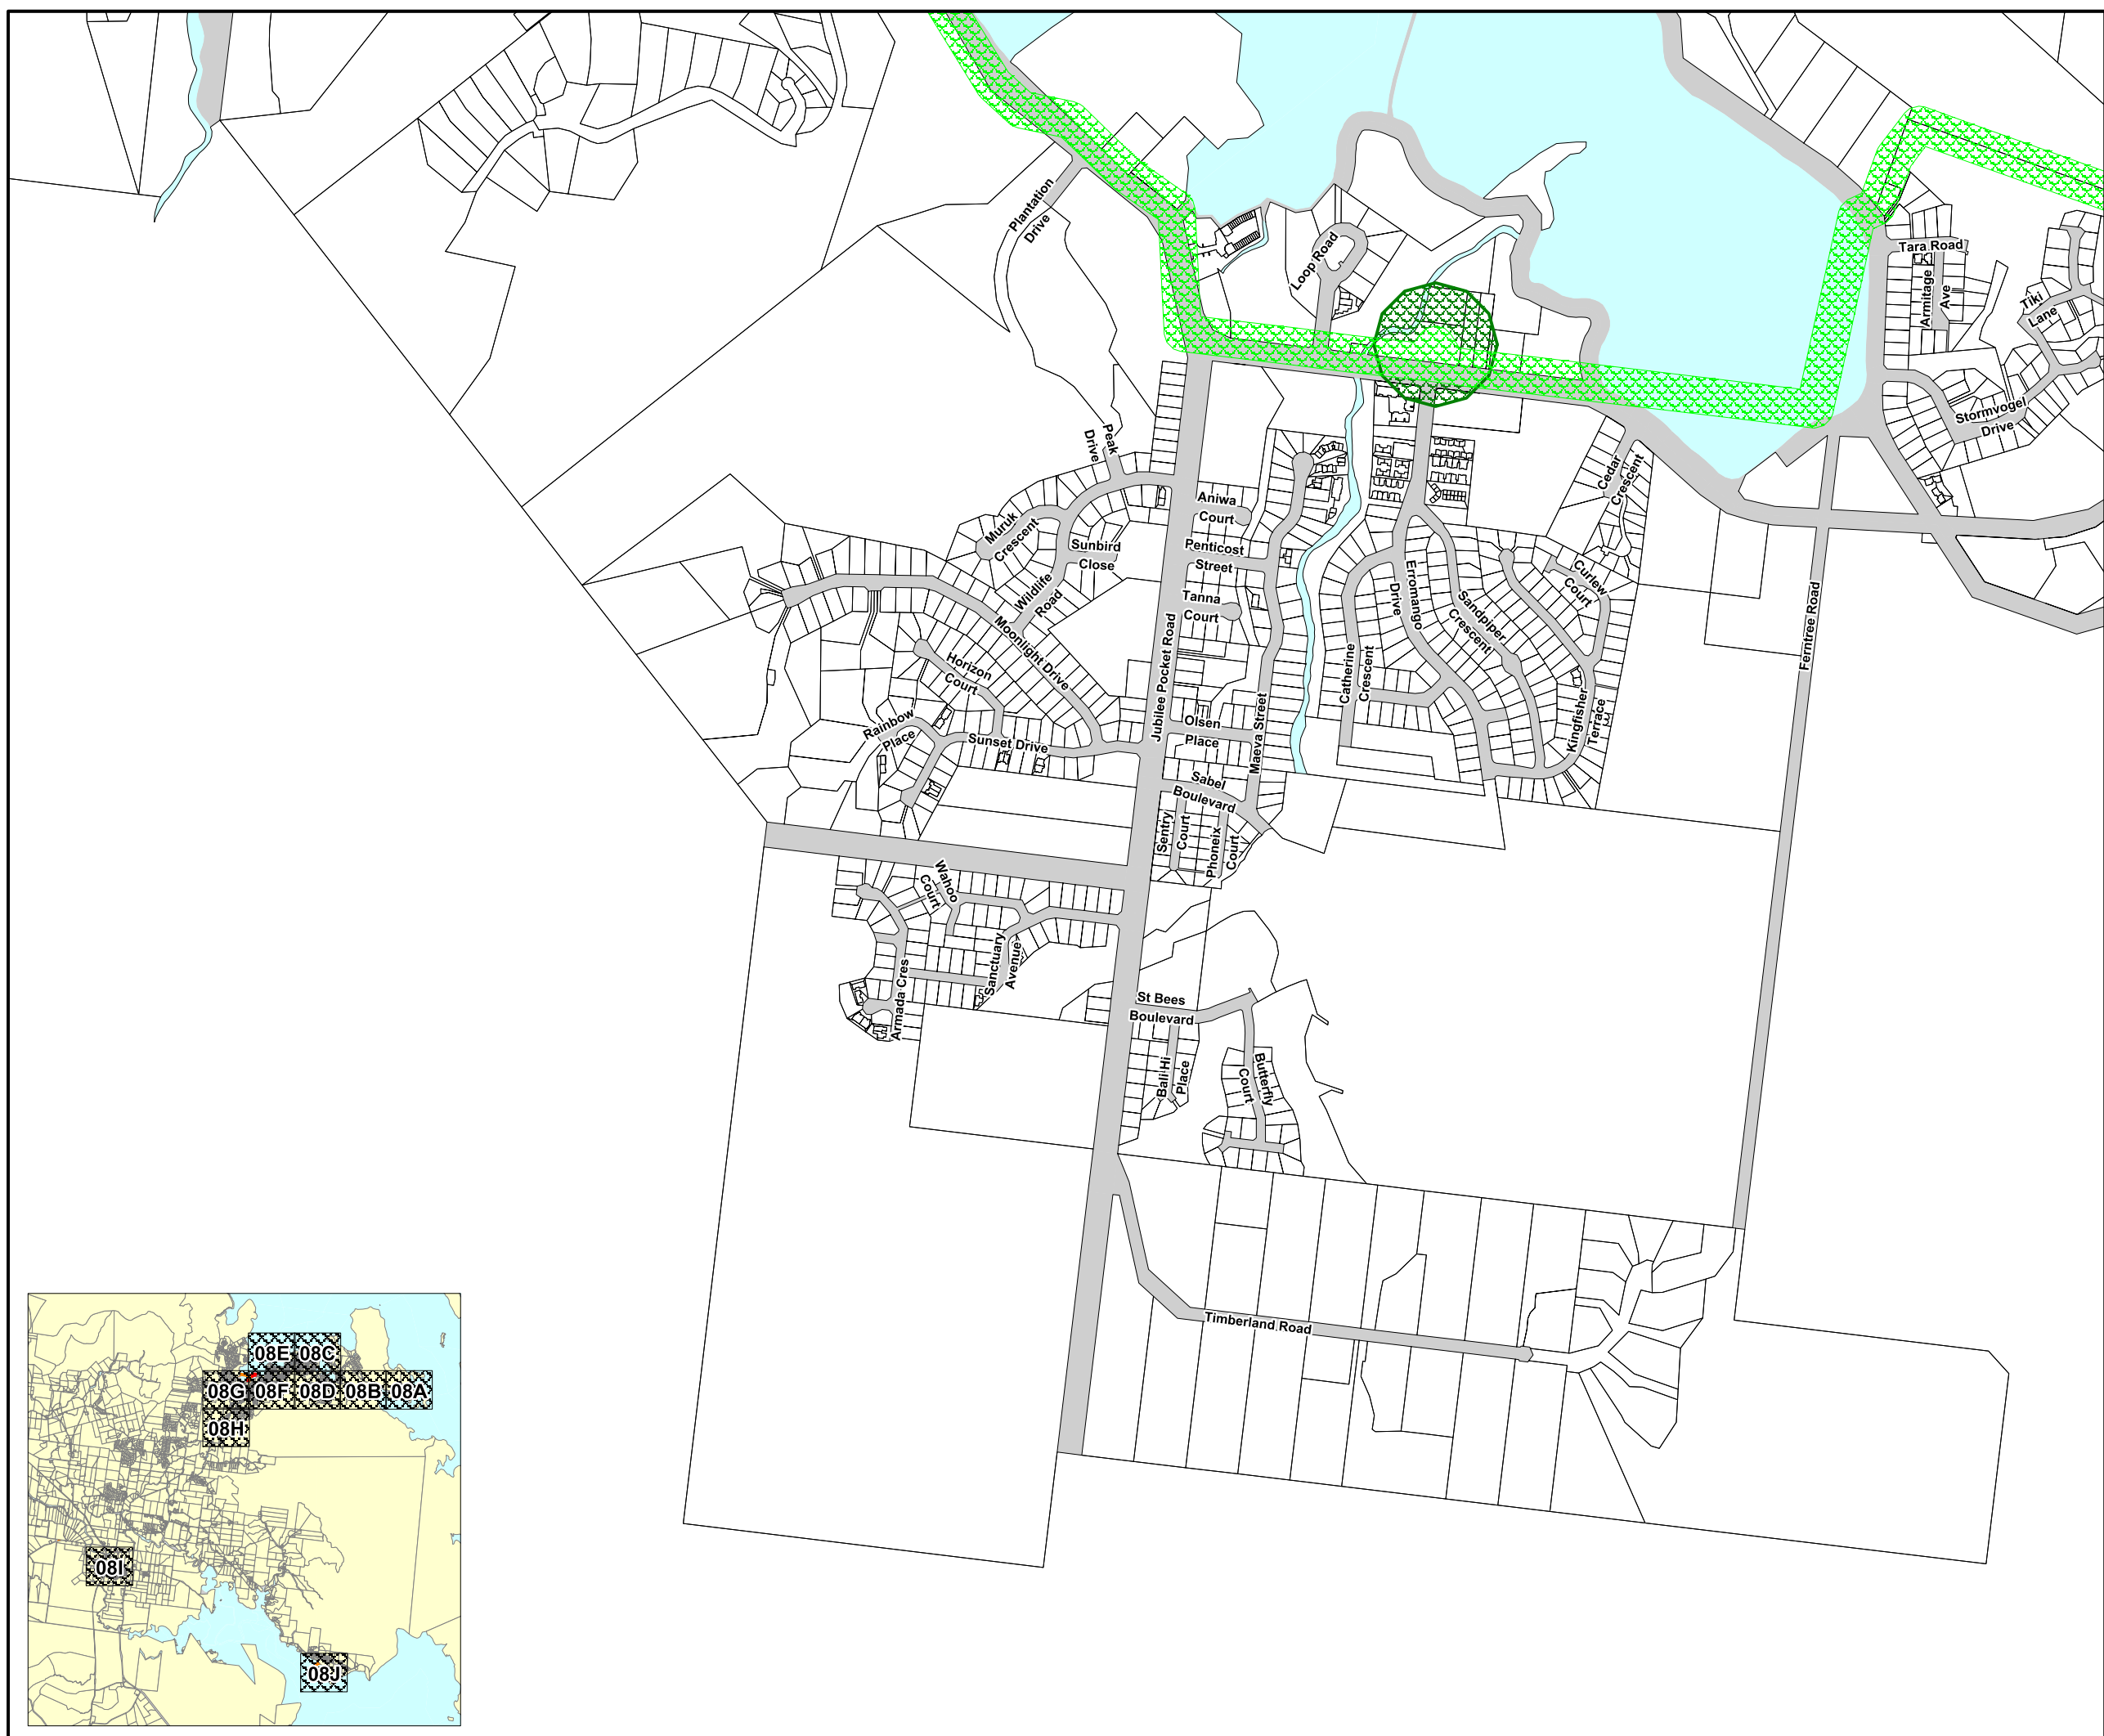 Plantation
Drive
Loop Road
Tara Road
Armitage
Ave
Tiki
Lane
Stormvogel
Drive
Peak
Drive
Cedar
Crescent
Muruk
Crescent
Aniwa
Court
Sunbird
Close
Penticost
Street
Wildlife
Road
Tanna
Court
Erromango
Drive
Sandpiper
Crescent
Curlew
Court
Ferntree Road
Moonlight Drive
Horizon
Court
Jubilee Pocket Road
Catherine
Crescent
Rainbow
Place
Sunset Drive
Olsen
Place
Maeva Street
Kingfisher
Terrace
Sabel
Boulevard
Sentry
Court
Phoneix
Court
Wahoo
Court
Sanctuary
Avenue
Armada Cres
St Bees
Boulevard
Bali Hi
Place
Butterfly
Court
Timberland Road
08E
08C
08G
08F
08D
08B
08A
08H
08I
08J